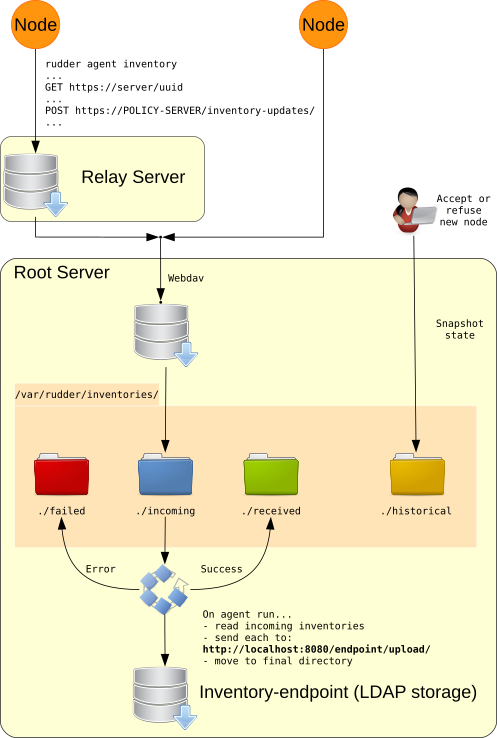 Node
Node
rudder agent inventory
...
GET https://server/uuid
...
POST https://POLICY-SERVER/inventory-updates/
...
Relay Server
Accept or
refuse
new node
Root Server
Webdav
Snapshot
state
/var/rudder/inventories/
./failed
./incoming
./received
./historical
Error
Success
On agent run...
- read incoming inventories
- send each to:
http://localhost:8080/endpoint/upload/
- move to final directory
Inventory-endpoint (LDAP storage)